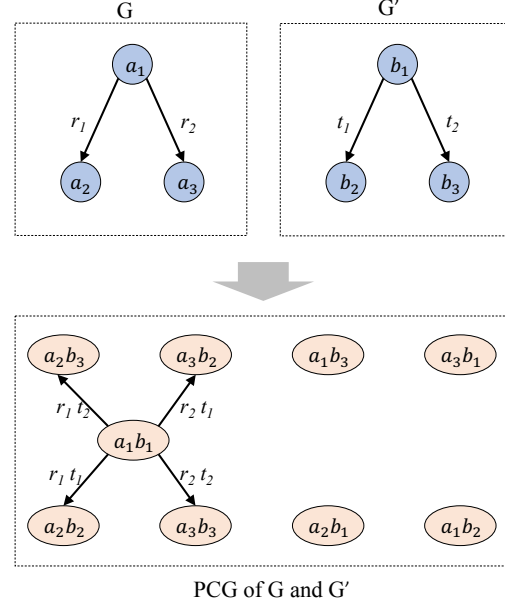 G G′
a₁ b₁
r₁ r₂ t₁ t₂
a₂ a₃ b₂ b₃
a₂b₃ a₃b₂ a₁b₃ a₃b₁
r₁ t₂ r₂ t₁
a₁b₁
r₁ t₁ r₂ t₂
a₂b₂ a₃b₃ a₂b₁ a₁b₂
PCG of G and G′